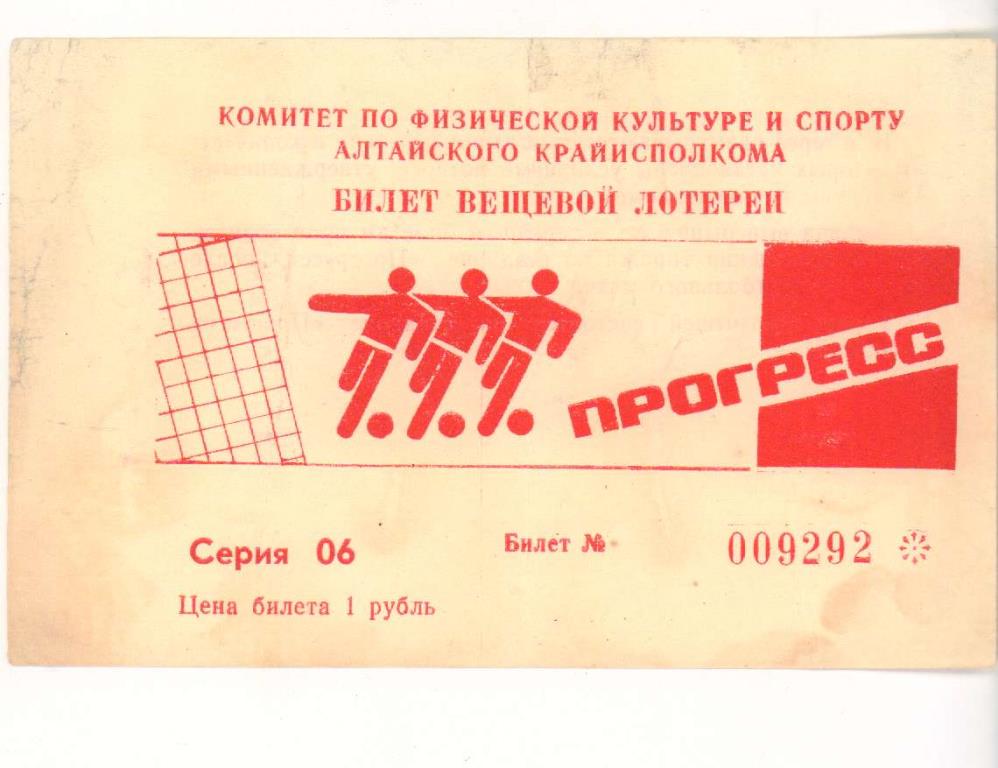 КОМИТЕТ ПО ФИЗИЧЕСКОЙ КУЛЬТУРЕ И СПОРТУ
АЛТАЙСКОГО КРАЙИСПОЛКОМА
БИЛЕТ ВЕЩЕВОЙ ЛОТЕРЕИ
ПРОГРЕСС
Серия 06 Билет № 009292
Цена билета 1 рубль